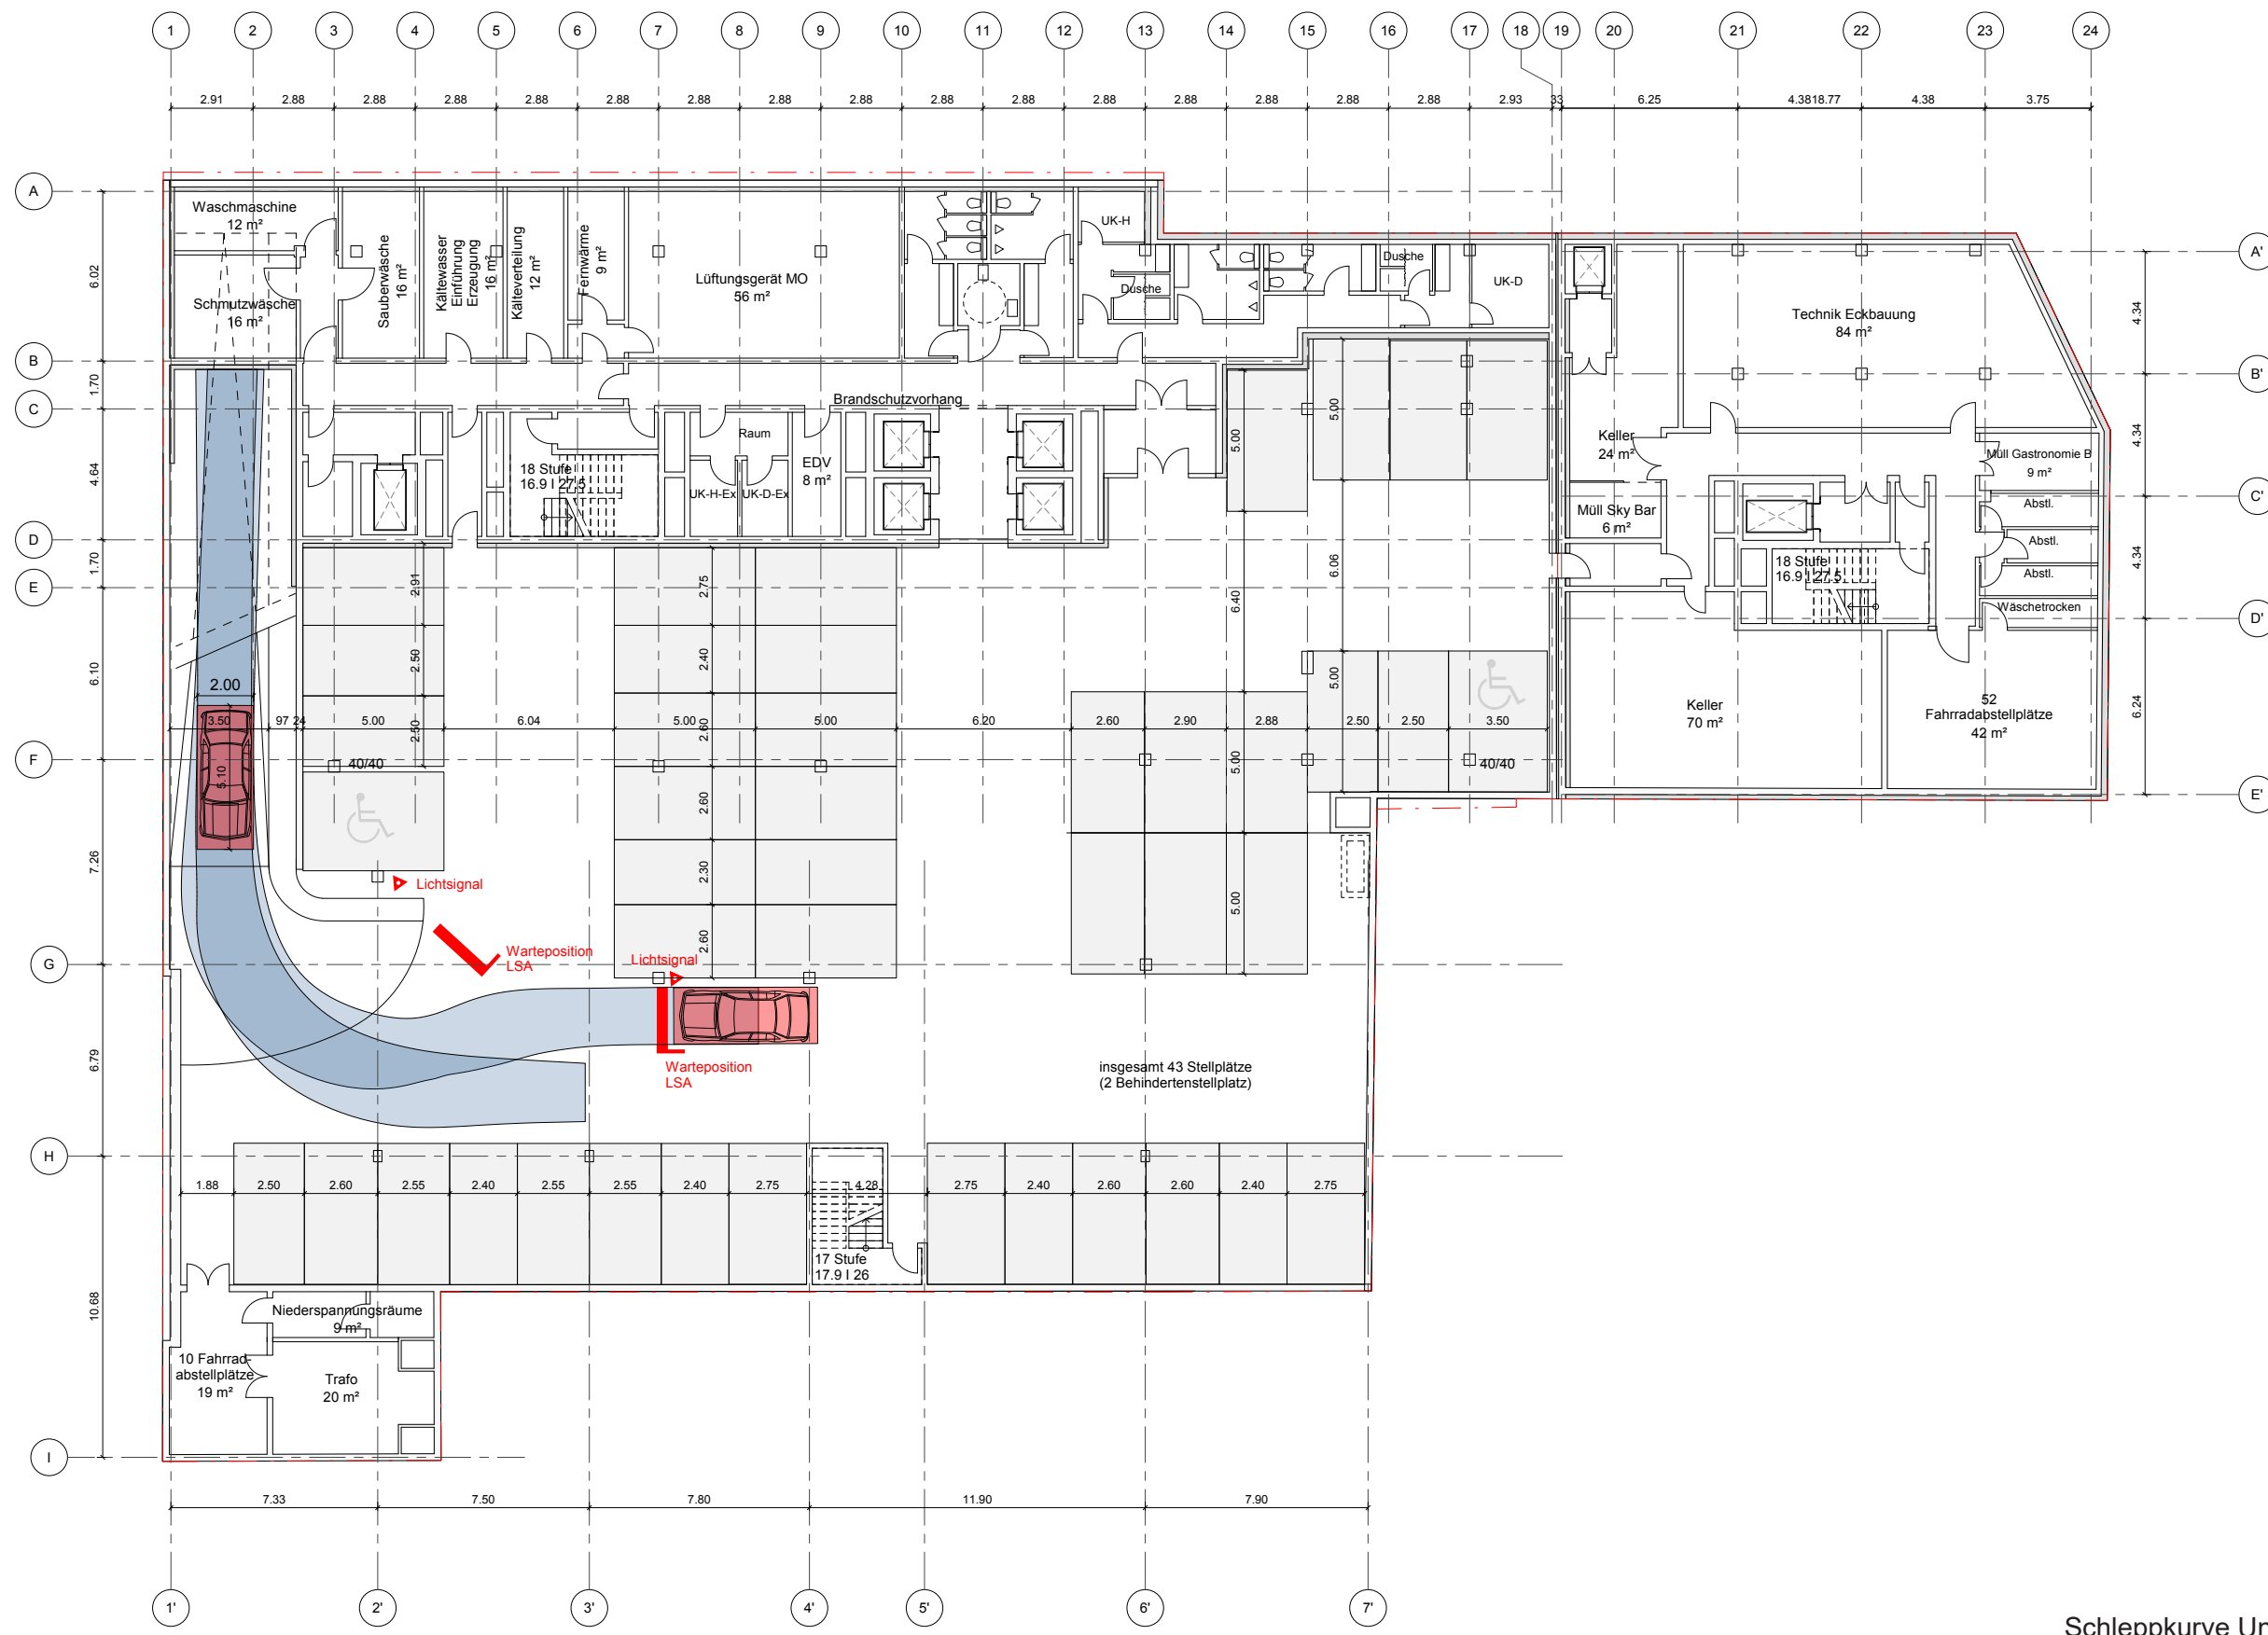 1 2 3 4 5 6 7 8 9 10 11 12 13 14 15 16 17 18 19 20 21 22 23 24
2.91 2.88 2.88 2.88 2.88 2.88 2.88 2.88 2.88 2.88 2.88 2.88 2.88 2.88 2.88 2.88 2.93 33 6.25 4.38 18.77 4.38 3.75
A
B
C
D
E
F
G
H
I
6.02
1.70
4.64
1.70
6.10
7.26
6.79
10.68
A'
B'
C'
D'
E'
4.34
4.34
4.34
6.24
Waschmaschine
12 m²
Schmutzwäsche
16 m²
Sauberwäsche
16 m²
Kältewasser
Einführung
Erzeugung
16 m²
Kälteverteilung
12 m²
Fernwärme
9 m²
Lüftungsgerät MO
56 m²
UK-H
Dusche
Dusche
UK-D
Technik Eckbauung
84 m²
Brandschutzvorhang
18 Stufe
16.9 I 27.5
Raum
UK-H-Ex
UK-D-Ex
EDV
8 m²
Keller
24 m²
Müll Sky Bar
6 m²
Müll Gastronomie B
9 m²
Abstl.
Abstl.
Abstl.
Wäschetrocken
18 Stufe
16.9 I 27.5
Keller
70 m²
52
Fahrradabstellplätze
42 m²
2.91
2.50
2.50
2.75
2.40
2.60
2.60
2.30
2.60
5.00
6.40
5.00
5.00
5.00
6.06
5.00
2.00
3.50 97 24 5.00 6.04 5.00 5.00 6.20 2.60 2.90 2.88 2.50 2.50 3.50
5.10
40/40
40/40
Lichtsignal
Warteposition
LSA
Lichtsignal
Warteposition
LSA
insgesamt 43 Stellplätze
(2 Behindertenstellplatz)
1.88 2.50 2.60 2.55 2.40 2.55 2.55 2.40 2.75 4.28 2.75 2.40 2.60 2.60 2.40 2.75
17 Stufe
17.9 I 26
Niederspannungsräume
9 m²
10 Fahrrad-
abstellplätze
19 m²
Trafo
20 m²
7.33 7.50 7.80 11.90 7.90
1' 2' 3' 4' 5' 6' 7'
Schleppkurve Un